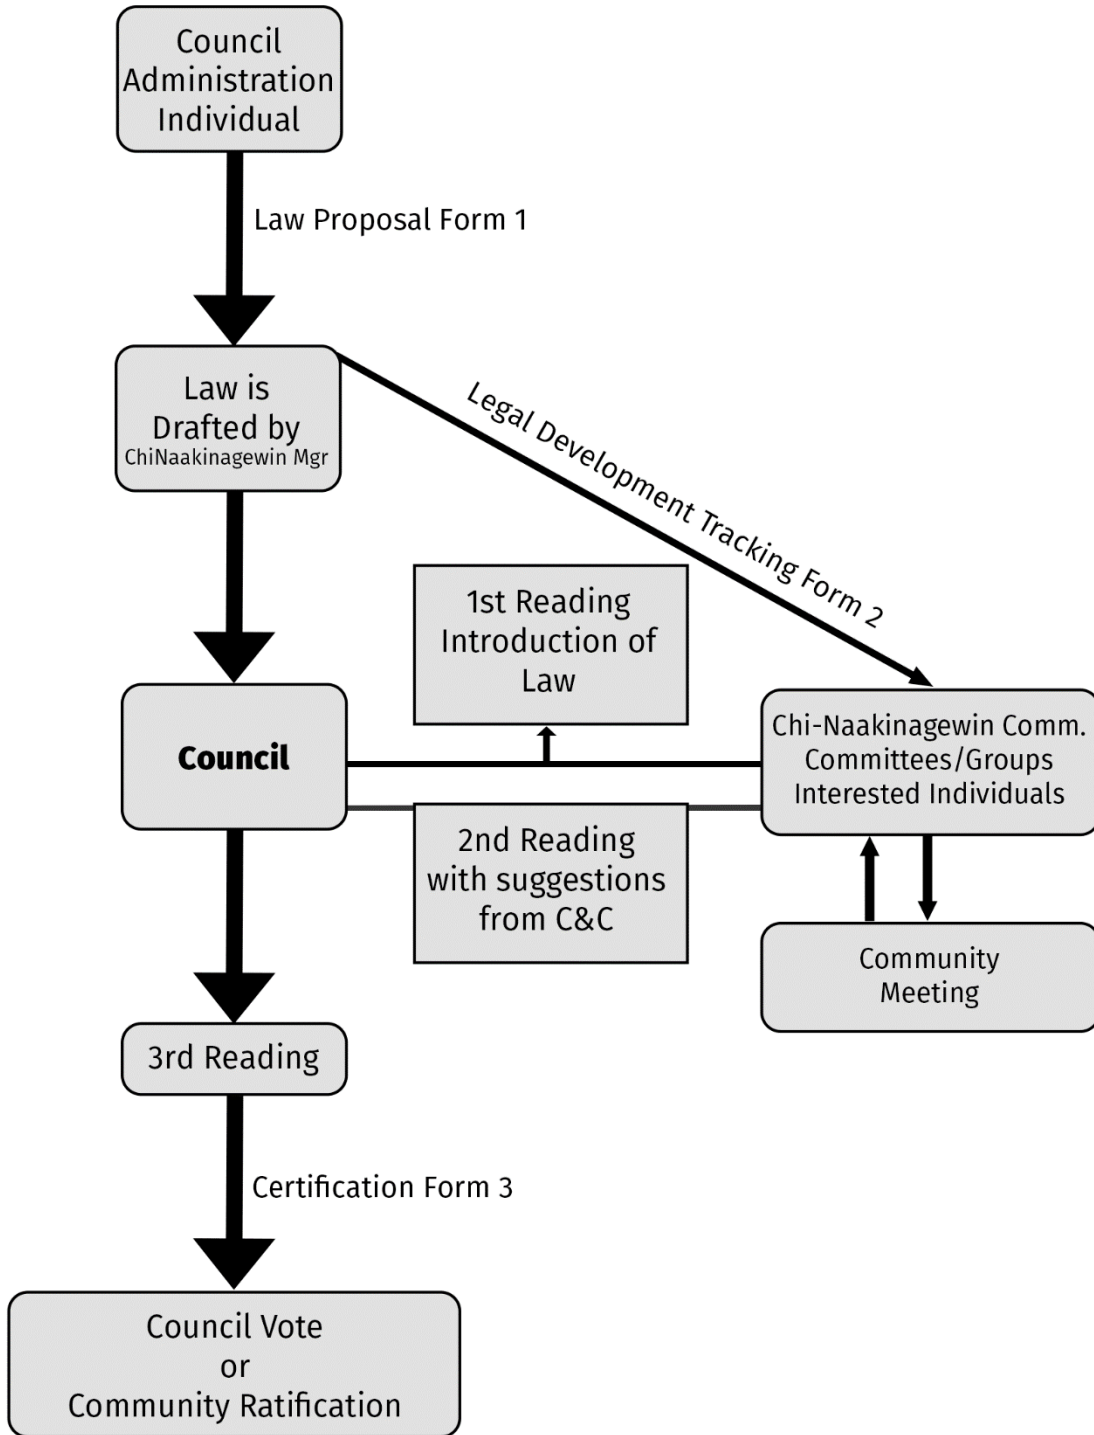 Council
Administration
Individual
Law Proposal Form 1
Law is
Drafted by
ChiNaakinagewin Mgr
Legal Development Tracking Form 2
1st Reading
Introduction of
Law
Council
Chi-Naakinagewin Comm.
Committees/Groups
Interested Individuals
2nd Reading
with suggestions
from C&C
Community
Meeting
3rd Reading
Certification Form 3
Council Vote
or
Community Ratification